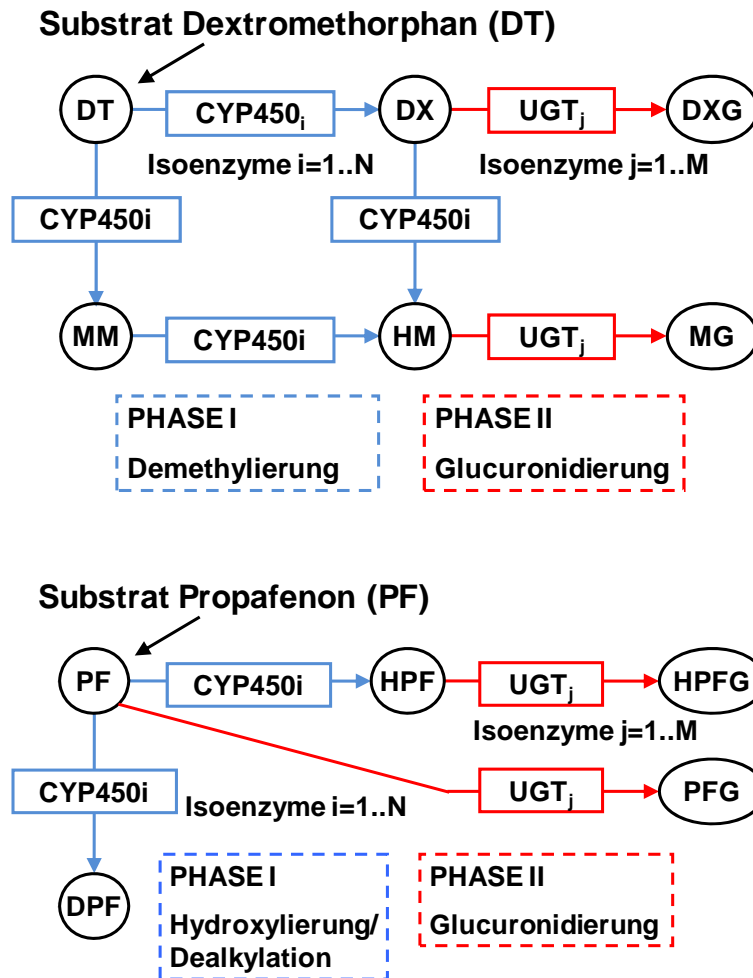 Substrat Dextromethorphan (DT)
DT
CYP450i
DX
UGTj
DXG
Isoenzyme i=1..N
Isoenzyme j=1..M
CYP450i
CYP450i
MM
CYP450i
HM
UGTj
MG
PHASE I
Demethylierung
PHASE II
Glucuronidierung
Substrat Propafenon (PF)
PF
CYP450i
HPF
UGTj
HPFG
Isoenzyme j=1..M
CYP450i
Isoenzyme i=1..N
UGTj
PFG
DPF
PHASE I
Hydroxylierung/
Dealkylation
PHASE II
Glucuronidierung